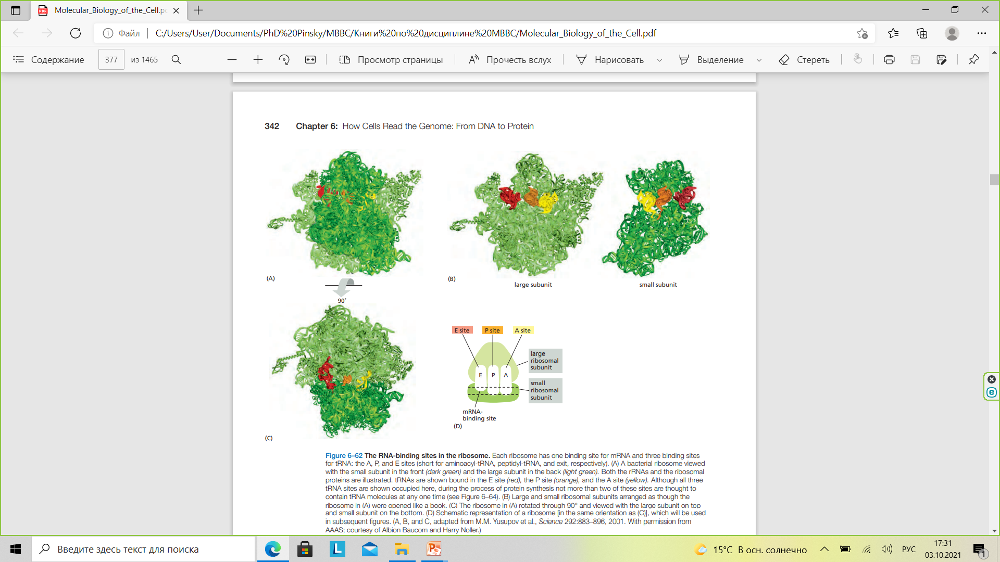 Molecular_Biology_of_the_Cell.pd
Файл
C:/Users/User/Documents/PhD%20Pinsky/MBBC/Книги%20по%20дисциплине%20MBBC/Molecular_Biology_of_the_Cell.pdf
Содержание
377
из 1465
Просмотр страницы
Прочесть вслух
Нарисовать
Выделение
Стереть
342 Chapter 6: How Cells Read the Genome: From DNA to Protein
(A)
(B)
large subunit
small subunit
90°
E site
P site
A site
large
ribosomal
subunit
E P A
small
ribosomal
subunit
mRNA-
binding site
(D)
(C)
Figure 6–62 The RNA-binding sites in the ribosome. Each ribosome has one binding site for mRNA and three binding sites
for tRNA: the A, P, and E sites (short for aminoacyl-tRNA, peptidyl-tRNA, and exit, respectively). (A) A bacterial ribosome viewed
with the small subunit in the front (dark green) and the large subunit in the back (light green). Both the rRNAs and the ribosomal
proteins are illustrated. tRNAs are shown bound in the E site (red), the P site (orange), and the A site (yellow). Although all three
tRNA sites are shown occupied here, during the process of protein synthesis not more than two of these sites are thought to
contain tRNA molecules at any one time (see Figure 6–64). (B) Large and small ribosomal subunits arranged as though the
ribosome in (A) were opened like a book. (C) The ribosome in (A) rotated through 90° and viewed with the large subunit on top
and small subunit on the bottom. (D) Schematic representation of a ribosome [in the same orientation as (C)], which will be used
in subsequent figures. (A, B, and C, adapted from M.M. Yusupov et al., Science 292:883–896, 2001. With permission from
AAAS; courtesy of Albion Baucom and Harry Noller.)
Введите здесь текст для поиска
15°C В осн. солнечно
РУС
17:31
03.10.2021
1